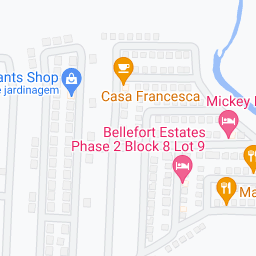 ants Shop
jardinagem
Casa Francesca
Mickey
Bellefort Estates
Phase 2 Block 8 Lot 9
Ma